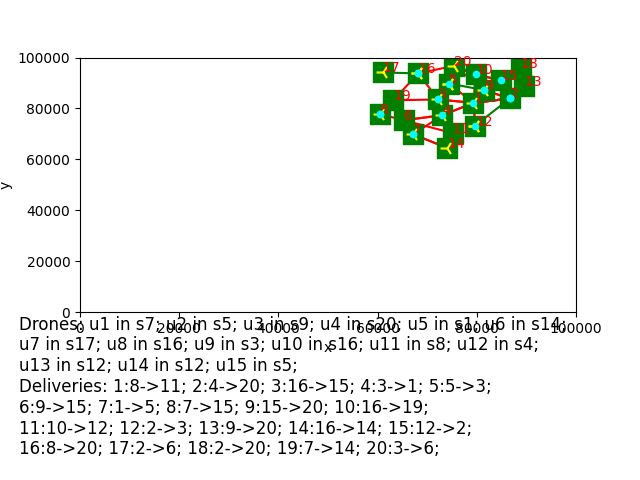 100000
80000
60000
40000
20000
0
0 20000 40000 60000 80000 100000
x
y
17
20
19
12
14
Drones: u1 in s7; u2 in s5; u3 in s9; u4 in s20; u5 in s1; u6 in s14;
u7 in s17; u8 in s16; u9 in s3; u10 in s16; u11 in s8; u12 in s4;
u13 in s12; u14 in s12; u15 in s5;
Deliveries: 1:8->11; 2:4->20; 3:16->15; 4:3->1; 5:5->3;
6:9->15; 7:1->5; 8:7->15; 9:15->20; 10:16->19;
11:10->12; 12:2->3; 13:9->20; 14:16->14; 15:12->2;
16:8->20; 17:2->6; 18:2->20; 19:7->14; 20:3->6;